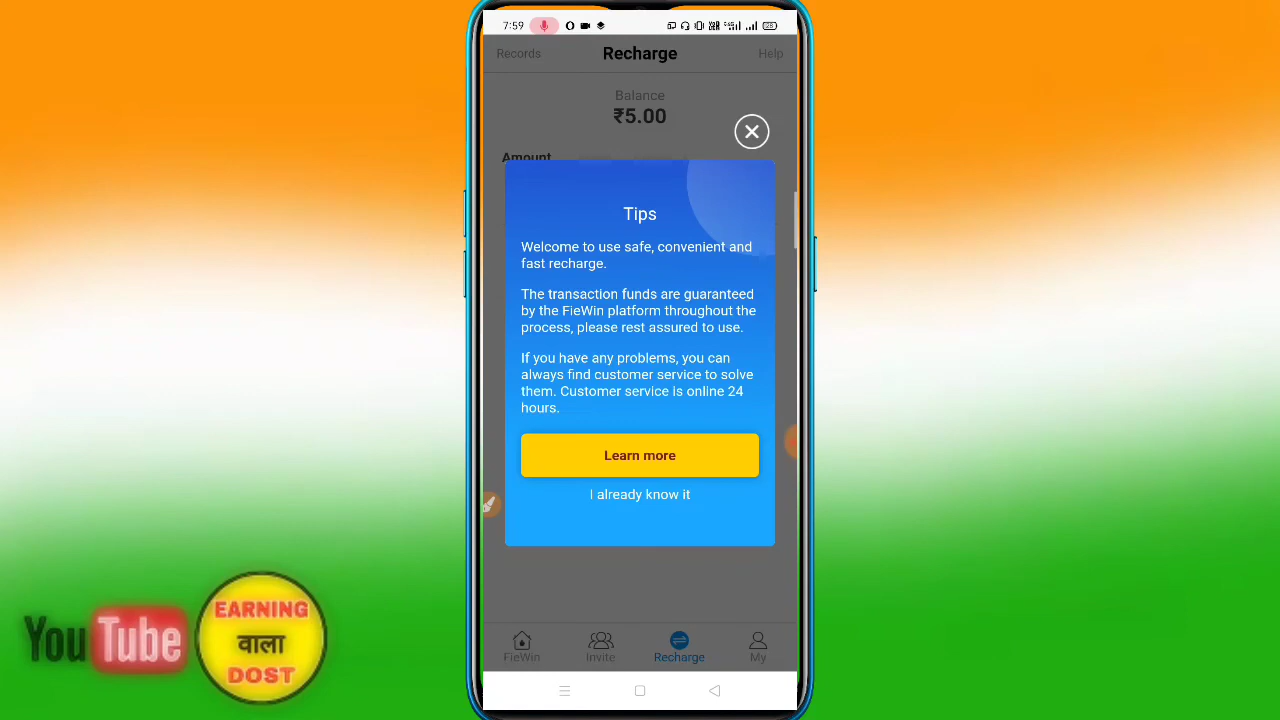 7:59
Records
Recharge
Help
Balance
₹5.00
Amount
Tips
Welcome to use safe, convenient and
fast recharge.
The transaction funds are guaranteed
by the FieWin platform throughout the
process, please rest assured to use.
If you have any problems, you can
always find customer service to solve
them. Customer service is online 24
hours.
Learn more
I already know it
FieWin
Invite
Recharge
My
YouTube
EARNING
वाला
DOST